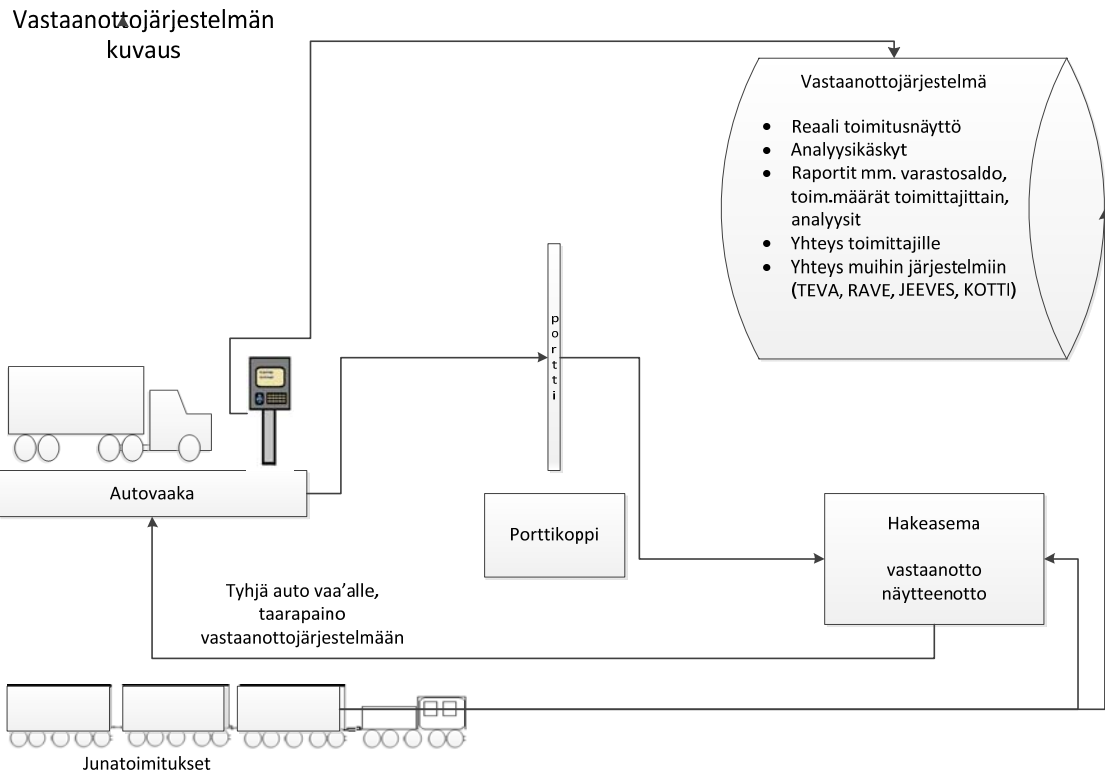 Vastaanottojärjestelmän
kuvaus
Vastaanottojärjestelmä
• Reaali toimitusnäyttö
• Analyysikäskyt
• Raportit mm. varastosaldo,
toim.määrät toimittajittain,
analyysit
• Yhteys toimittajille
• Yhteys muihin järjestelmiin
(TEVA, RAVE, JEEVES, KOTTI)
portti
Autovaaka
Porttikoppi
Hakeasema
vastaanotto
näytteenotto
Tyhjä auto vaa’alle,
taarapaino
vastaanottojärjestelmään
Junatoimitukset